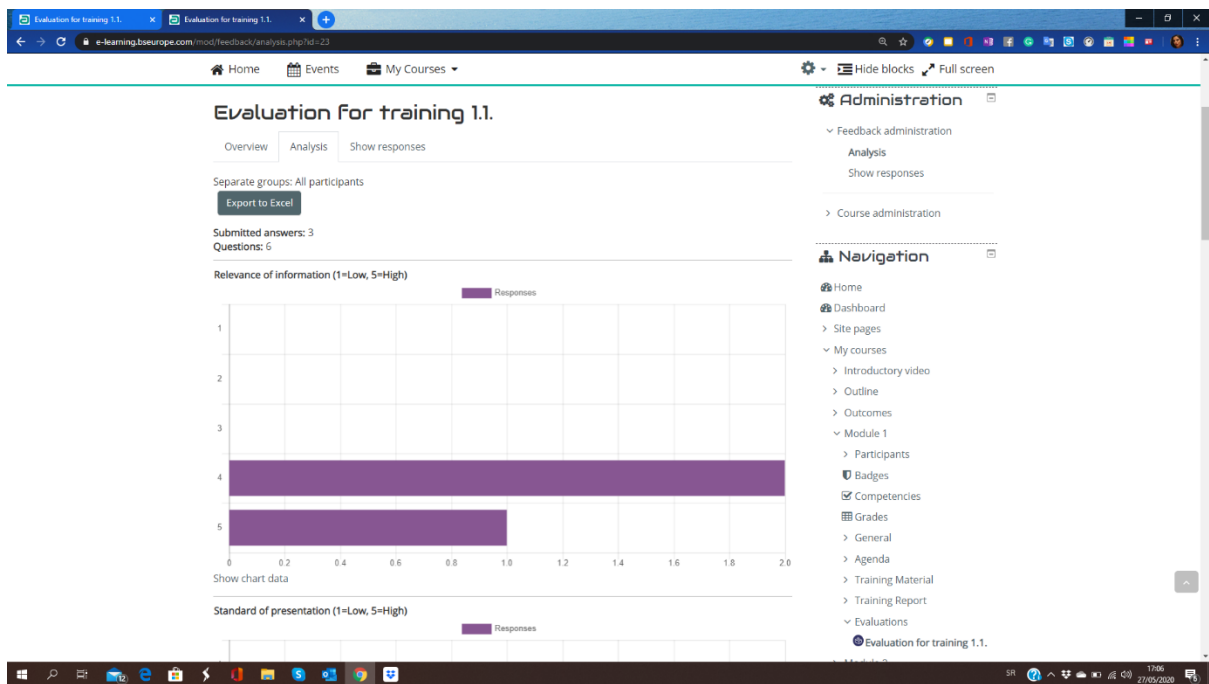 Evaluation for training 1.1.
Evaluation for training 1.1.
e-learning.bseurope.com/mod/feedback/analysis.php?id=23
Home Events My Courses
Hide blocks Full screen
Evaluation for training 1.1.
Overview Analysis Show responses
Separate groups: All participants
Export to Excel
Submitted answers: 3
Questions: 6
Relevance of information (1=Low, 5=High)
Responses
1
2
3
4
5
0 0.2 0.4 0.6 0.8 1.0 1.2 1.4 1.6 1.8 2.0
Show chart data
Standard of presentation (1=Low, 5=High)
Responses
Administration
Feedback administration
Analysis
Show responses
Course administration
Navigation
Home
Dashboard
Site pages
My courses
Introductory video
Outline
Outcomes
Module 1
Participants
Badges
Competencies
Grades
General
Agenda
Training Material
Training Report
Evaluations
Evaluation for training 1.1.
12
SR
17:06
27/05/2020